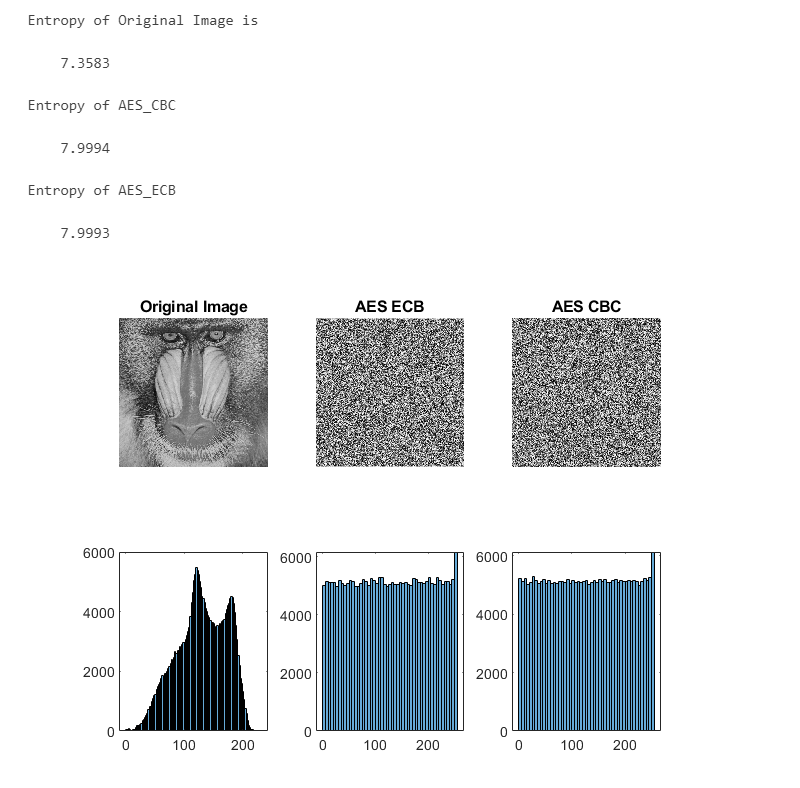 Entropy of Original Image is
7.3583
Entropy of AES_CBC
7.9994
Entropy of AES_ECB
7.9993
Original Image
AES ECB
AES CBC
6000
4000
2000
0
0 100 200
6000
4000
2000
0
0 100 200
6000
4000
2000
0
0 100 200